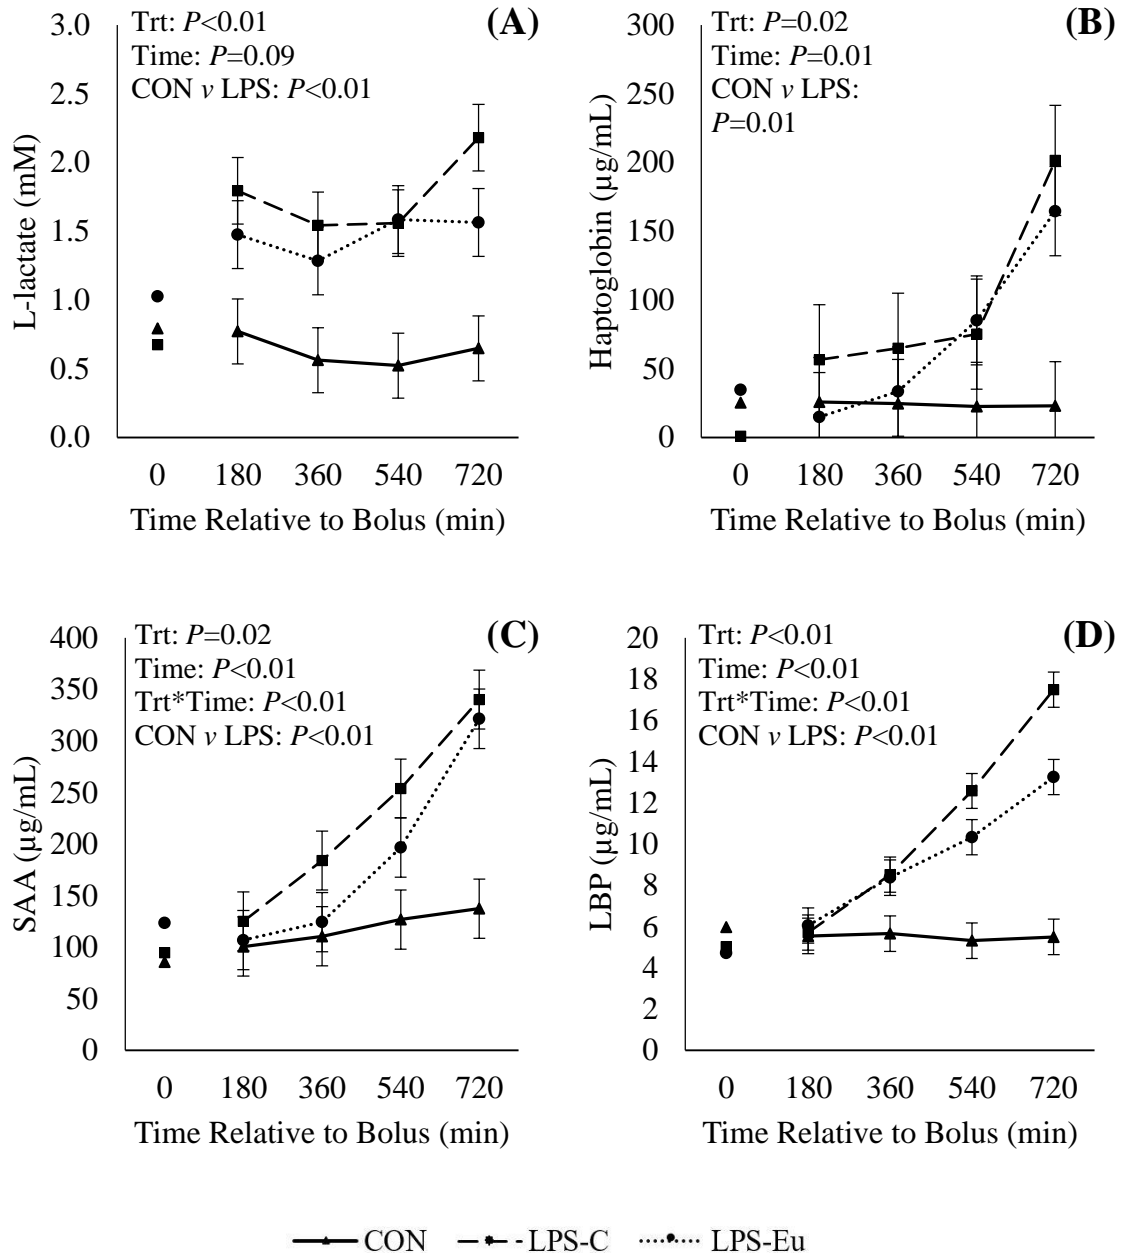 (A)
Trt: P<0.01
Time: P=0.09
CON v LPS: P<0.01
L-lactate (mM)
3.0
2.5
2.0
1.5
1.0
0.5
0.0
0 180 360 540 720
Time Relative to Bolus (min)
(B)
Trt: P=0.02
Time: P=0.01
CON v LPS:
P=0.01
Haptoglobin (µg/mL)
300
250
200
150
100
50
0
0 180 360 540 720
Time Relative to Bolus (min)
(C)
Trt: P=0.02
Time: P<0.01
Trt*Time: P<0.01
CON v LPS: P<0.01
SAA (µg/mL)
400
350
300
250
200
150
100
50
0
0 180 360 540 720
Time Relative to Bolus (min)
(D)
Trt: P<0.01
Time: P<0.01
Trt*Time: P<0.01
CON v LPS: P<0.01
LBP (µg/mL)
20
18
16
14
12
10
8
6
4
2
0
0 180 360 540 720
Time Relative to Bolus (min)
CON LPS-C LPS-Eu